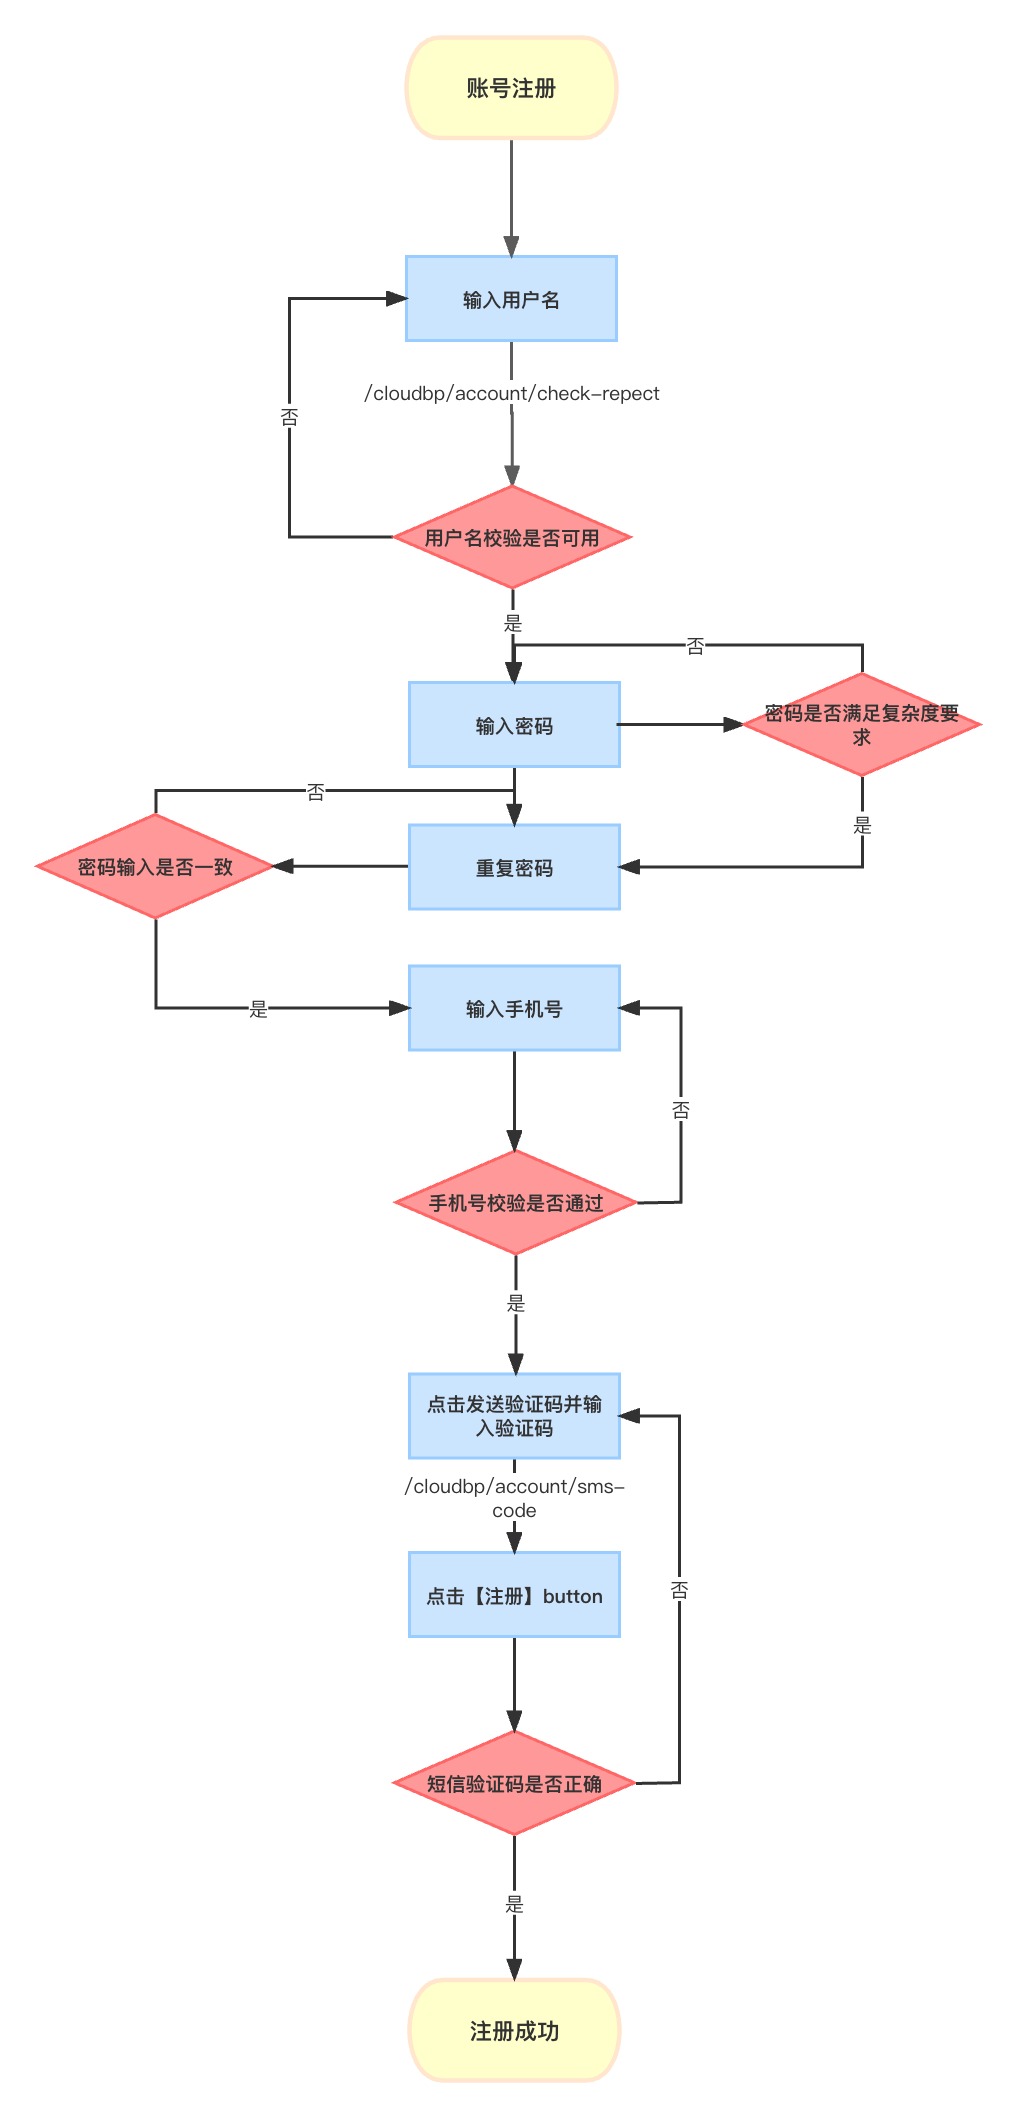 账号注册
输入用户名
/cloudbp/account/check-repect
否
用户名校验是否可用
是
否
输入密码
密码是否满足复杂度要
求
否
是
密码输入是否一致
重复密码
输入手机号
是
否
手机号校验是否通过
是
点击发送验证码并输
入验证码
/cloudbp/account/sms-
code
点击【注册】button
否
短信验证码是否正确
是
注册成功